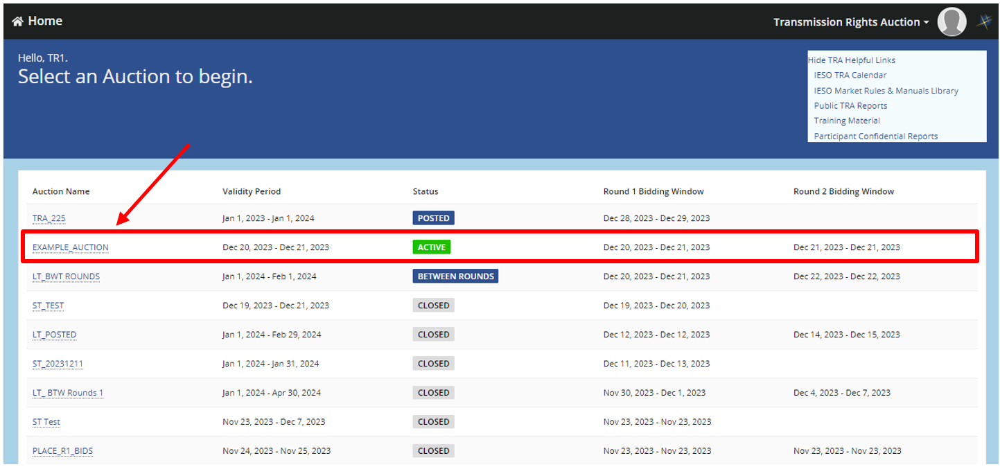 Home
Transmission Rights Auction
Hello, TR1.
Select an Auction to begin.
Hide TRA Helpful Links
IESO TRA Calendar
IESO Market Rules & Manuals Library
Public TRA Reports
Training Material
Participant Confidential Reports
Auction Name Validity Period Status Round 1 Bidding Window Round 2 Bidding Window
TRA_225 Jan 1, 2023 - Jan 1, 2024 POSTED Dec 28, 2023 - Dec 29, 2023
EXAMPLE_AUCTION Dec 20, 2023 - Dec 21, 2023 ACTIVE Dec 20, 2023 - Dec 21, 2023 Dec 21, 2023 - Dec 21, 2023
LT_BWT ROUNDS Jan 1, 2024 - Feb 1, 2024 BETWEEN ROUNDS Dec 20, 2023 - Dec 21, 2023 Dec 22, 2023 - Dec 22, 2023
ST_TEST Dec 19, 2023 - Dec 21, 2023 CLOSED Dec 19, 2023 - Dec 20, 2023
LT_POSTED Jan 1, 2024 - Feb 29, 2024 CLOSED Dec 12, 2023 - Dec 12, 2023 Dec 14, 2023 - Dec 15, 2023
ST_20231211 Jan 1, 2024 - Jan 31, 2024 CLOSED Dec 11, 2023 - Dec 13, 2023
LT_ BTW Rounds 1 Jan 1, 2024 - Apr 30, 2024 CLOSED Nov 30, 2023 - Dec 1, 2023 Dec 4, 2023 - Dec 7, 2023
ST Test Nov 23, 2023 - Dec 7, 2023 CLOSED Nov 23, 2023 - Nov 23, 2023
PLACE_R1_BIDS Nov 24, 2023 - Nov 25, 2023 CLOSED Nov 23, 2023 - Nov 23, 2023 Nov 23, 2023 - Nov 23, 2023